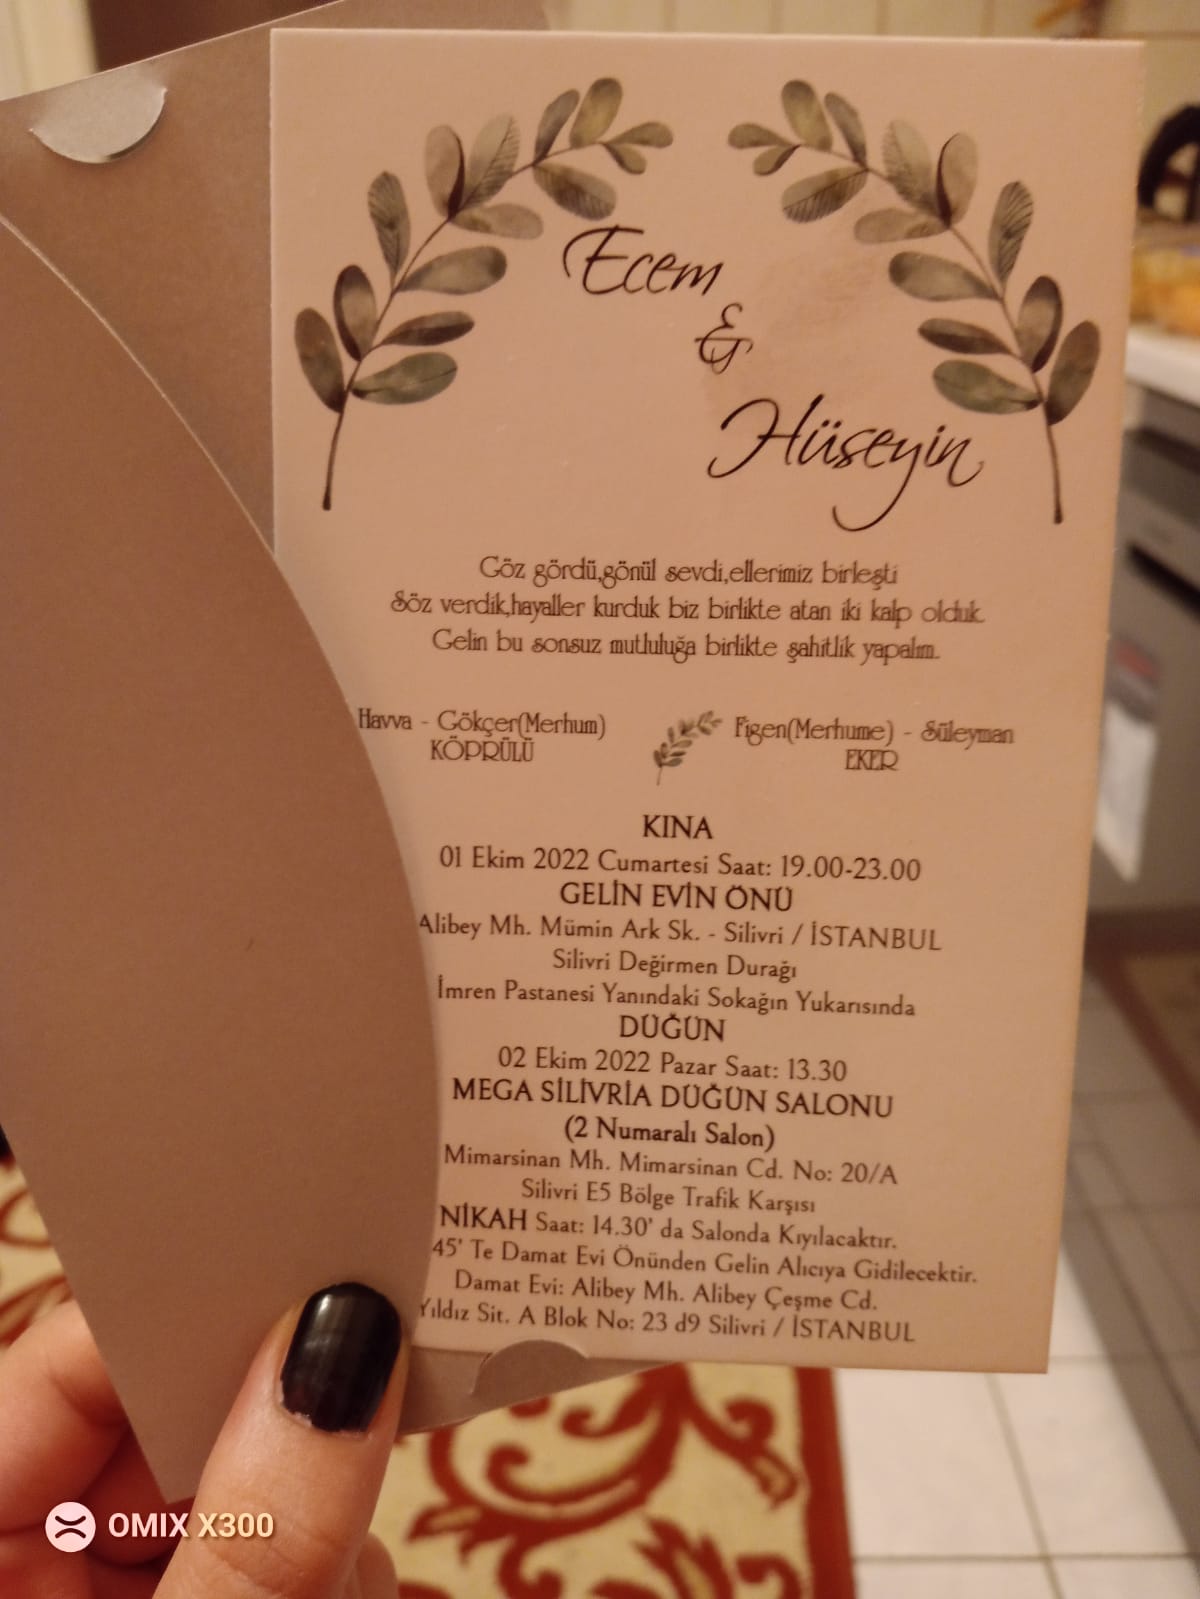 Ecem
&
Hüseyin
Göz gördü,gönül sevdi,ellerimiz birleşti
Söz verdik,hayaller kurduk biz birlikte atan iki kalp olduk.
Gelin bu sonsuz mutluluğa birlikte şahitlik yapalım.
Havva - Gökçer(Merhum)
KÖPRÜLÜ
Figen(Merhume) - Süleyman
EKER
KINA
01 Ekim 2022 Cumartesi Saat: 19.00-23.00
GELİN EVİN ÖNÜ
Alibey Mh. Mümin Ark Sk. - Silivri / İSTANBUL
Silivri Değirmen Durağı
İmren Pastanesi Yanındaki Sokağın Yukarısında
DÜĞÜN
02 Ekim 2022 Pazar Saat: 13.30
MEGA SİLİVRİA DÜĞÜN SALONU
(2 Numaralı Salon)
Mimarsinan Mh. Mimarsinan Cd. No: 20/A
Silivri E5 Bölge Trafik Karşısı
NİKAH Saat: 14.30' da Salonda Kıyılacaktır.
45' Te Damat Evi Önünden Gelin Alıcıya Gidilecektir.
Damat Evi: Alibey Mh. Alibey Çeşme Cd.
Yıldız Sit. A Blok No: 23 d9 Silivri / İSTANBUL
OMIX X300